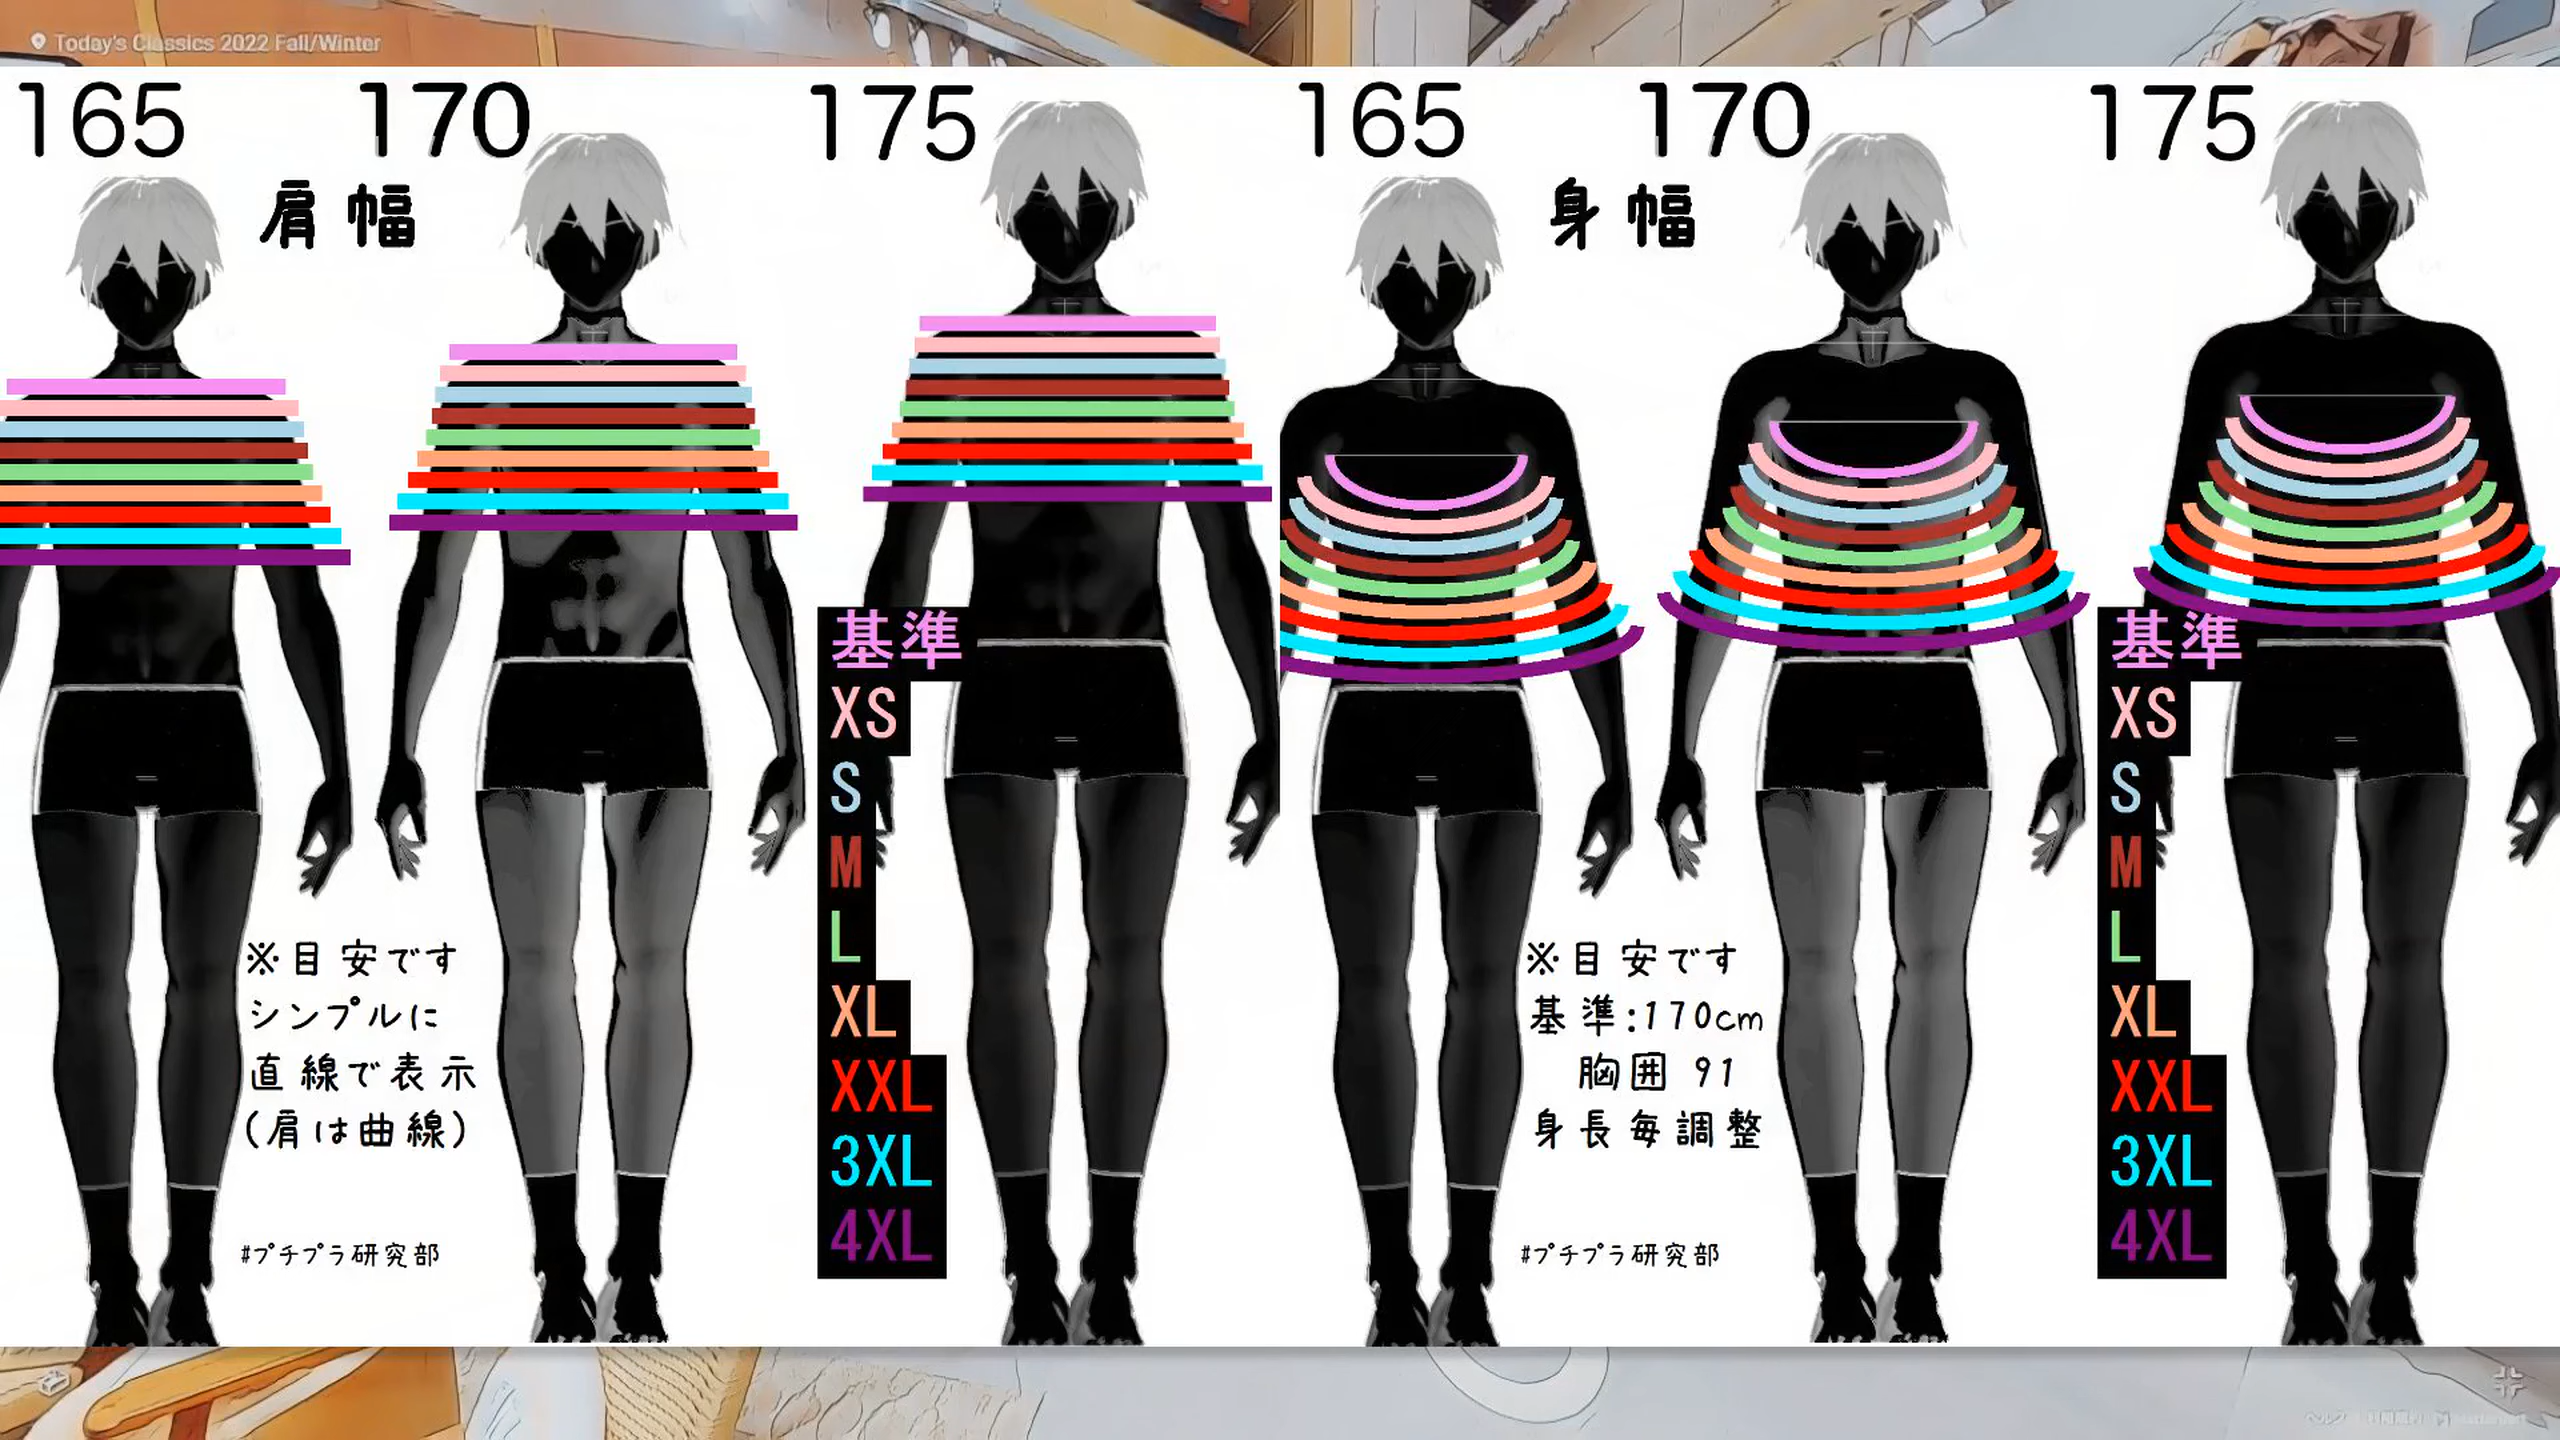 Today's Classics 2022 Fall/Winter
165
170
175
肩幅
基準
XS
S
M
L
XL
XXL
3XL
4XL
※目安です
シンプルに
直線で表示
(肩は曲線)
#プチプラ研究部
165
170
175
身幅
基準
XS
S
M
L
XL
XXL
3XL
4XL
※目安です
基準:170cm
胸囲 91
身長毎調整
#プチプラ研究部
ヘルプ